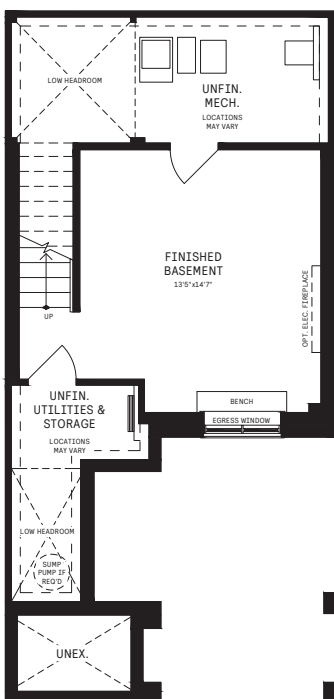 LOW HEADROOM
UNFIN.
MECH.
LOCATIONS
MAY VARY
FINISHED
BASEMENT
13'5"x14'7"
OPT. ELEC. FIREPLACE
UP
BENCH
EGRESS WINDOW
UNFIN.
UTILITIES &
STORAGE
LOCATIONS
MAY VARY
LOW HEADROOM
SUMP
PUMP IF
REQ'D
UNEX.